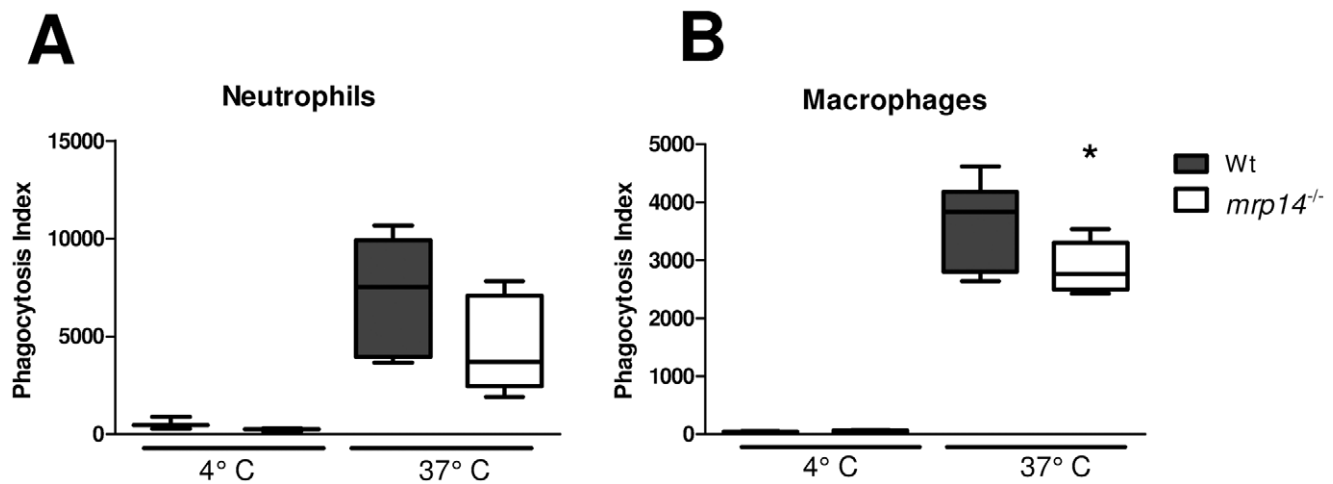 A
Neutrophils
Phagocytosis Index
15000
10000
5000
0
4° C
37° C
B
Macrophages
Phagocytosis Index
5000
4000
3000
2000
1000
0
*
4° C
37° C
Wt
mrp14-/-